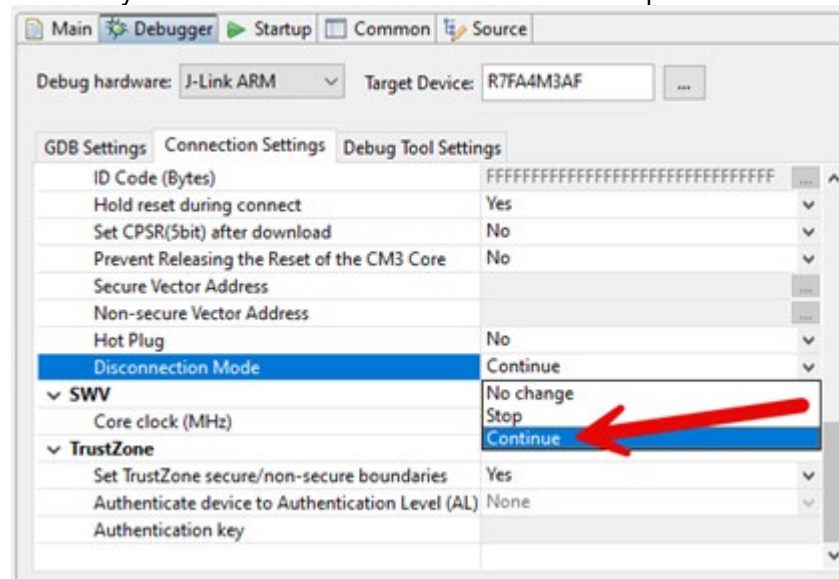 Main Debugger Startup Common Source
Debug hardware: J-Link ARM Target Device: R7FA4M3AF ...
GDB Settings Connection Settings Debug Tool Settings
ID Code (Bytes) FFFFFFFFFFFFFFFFFFFFFFFFFFFFFFFF ...
Hold reset during connect Yes
Set CPSR(5bit) after download No
Prevent Releasing the Reset of the CM3 Core No
Secure Vector Address ...
Non-secure Vector Address ...
Hot Plug No
Disconnection Mode Continue
SWV No change
Core clock (MHz) Stop
Continue
TrustZone
Set TrustZone secure/non-secure boundaries Yes
Authenticate device to Authentication Level (AL) None
Authentication key